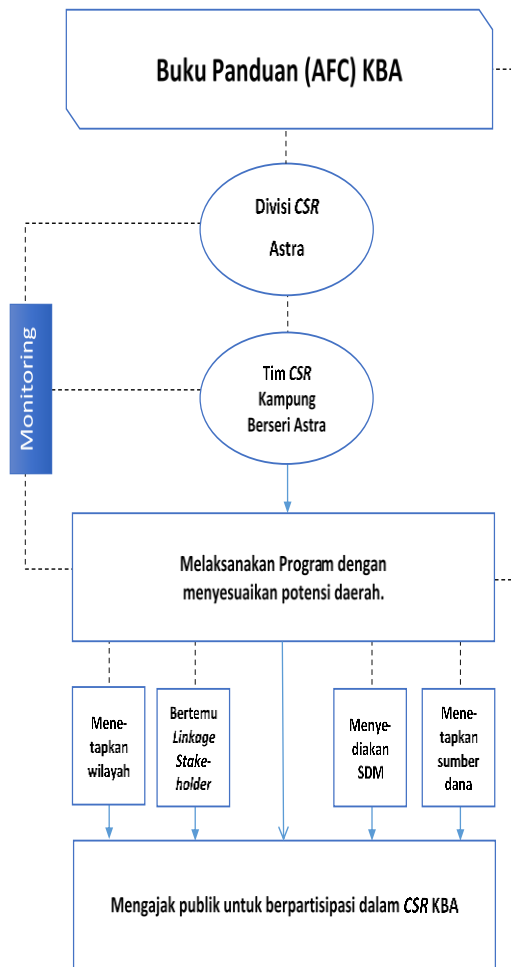 Buku Panduan (AFC) KBA
Divisi CSR
Astra
Monitoring
Tim CSR
Kampung
Berseri Astra
Melaksanakan Program dengan
menyesuaikan potensi daerah.
Mene-
tapkan
wilayah
Bertemu
Linkage
Stake-
holder
Menye-
diakan
SDM
Mene-
tapkan
sumber
dana
Mengajak publik untuk berpartisipasi dalam CSR KBA